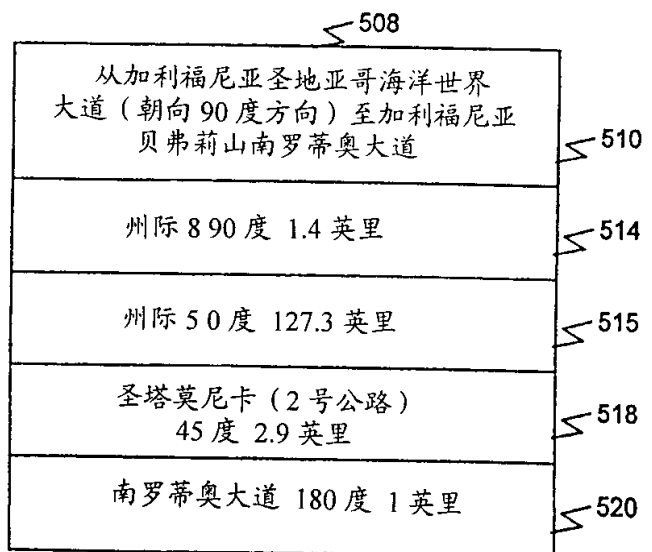 508
从加利福尼亚圣地亚哥海洋世界
大道（朝向 90 度方向）至加利福尼亚
贝弗莉山南罗蒂奥大道
510
州际 8 90 度 1.4 英里
514
州际 5 0 度 127.3 英里
515
圣塔莫尼卡（2 号公路）
45 度 2.9 英里
518
南罗蒂奥大道 180 度 1 英里
520